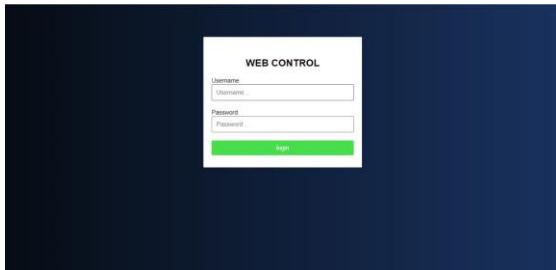 WEB CONTROL
Username
Username ..
Password
Password ..
login